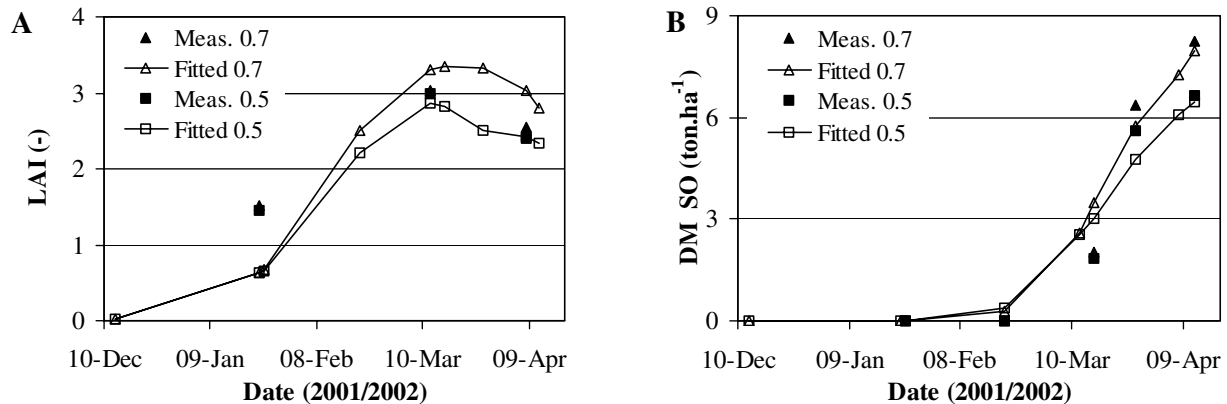 A
LAI (-)
4
3
2
1
0
Meas. 0.7
Fitted 0.7
Meas. 0.5
Fitted 0.5
10-Dec 09-Jan 08-Feb 10-Mar 09-Apr
Date (2001/2002)
B
DM SO (ton.ha-1)
9
6
3
0
Meas. 0.7
Fitted 0.7
Meas. 0.5
Fitted 0.5
10-Dec 09-Jan 08-Feb 10-Mar 09-Apr
Date (2001/2002)